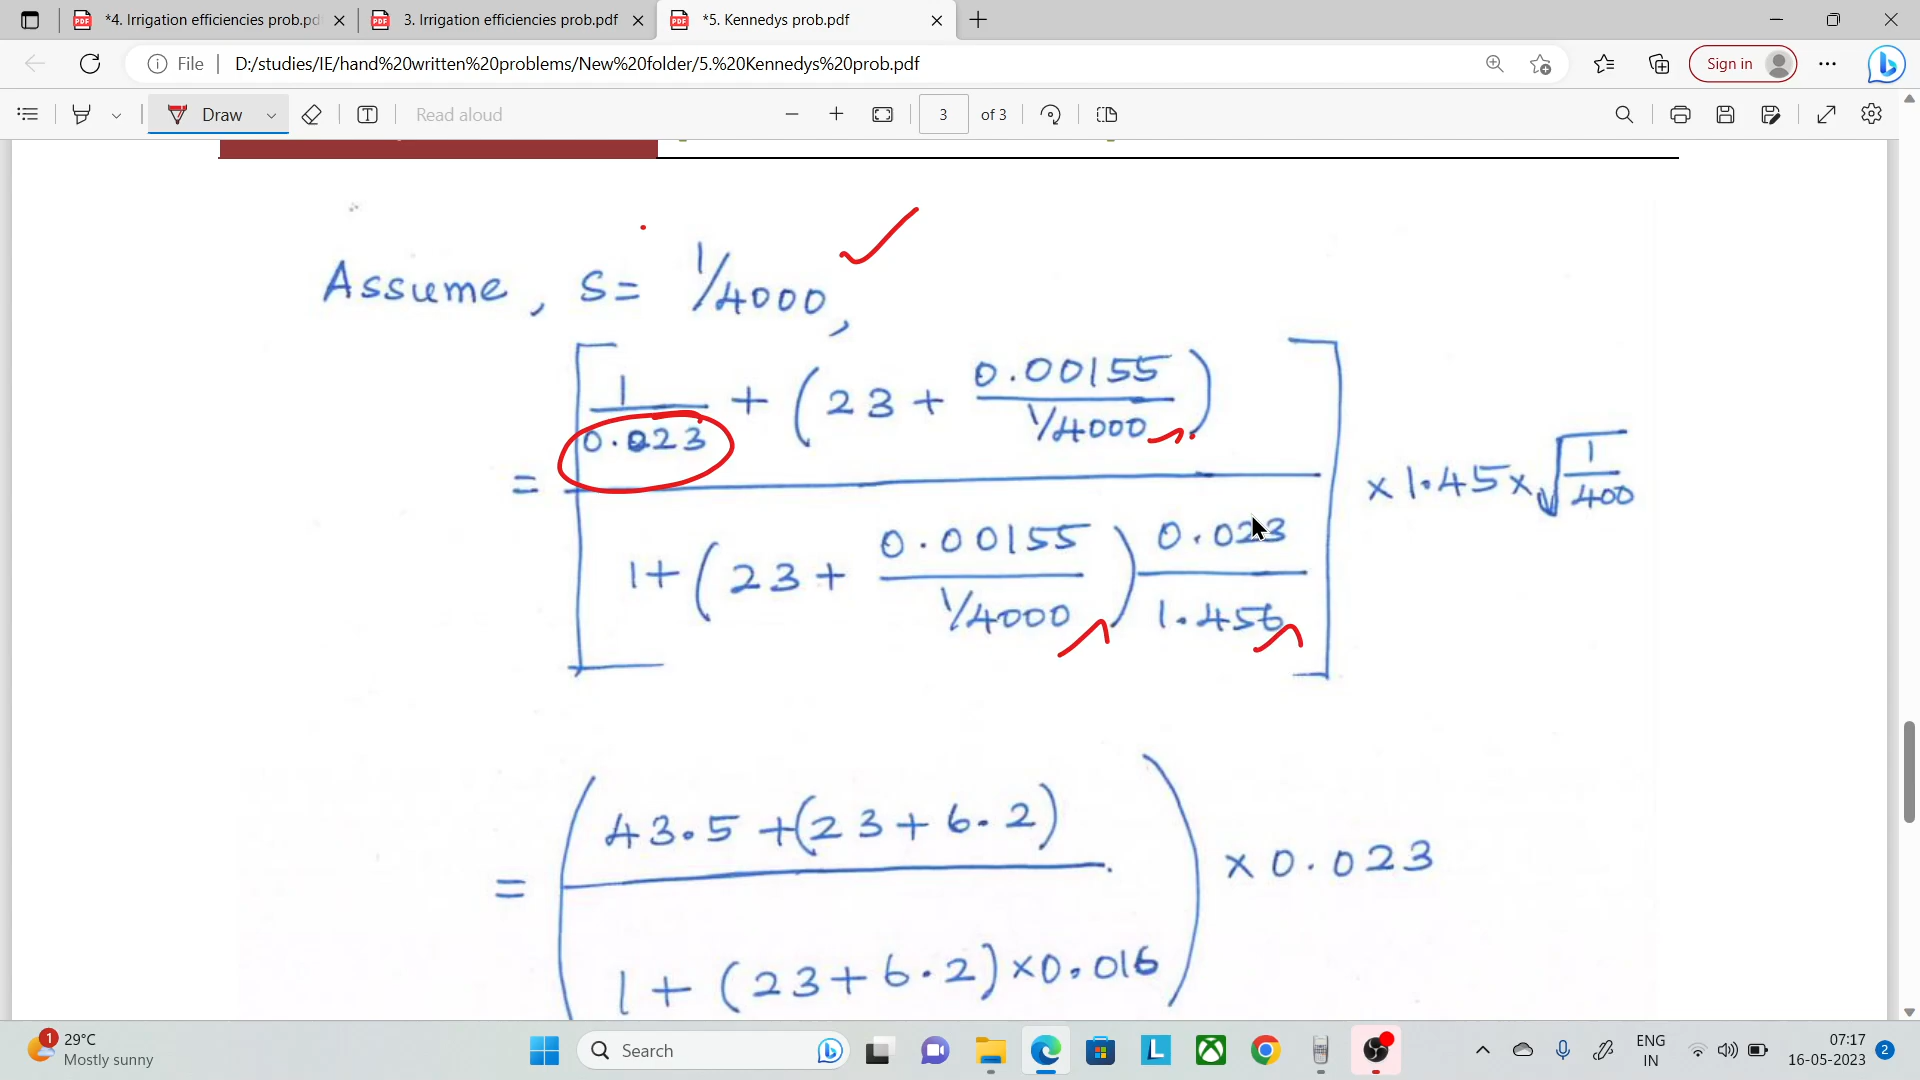 *4. Irrigation efficiencies prob.pd
3. Irrigation efficiencies prob.pdf
*5. Kennedys prob.pdf
File
D:/studies/IE/hand%20written%20problems/New%20folder/5.%20Kennedys%20prob.pdf
Sign in
Draw
Read aloud
3 of 3
Assume, S = 1/4000,
= [ 1/0.023 + (23 + 0.00155 / 1/4000) ] / [ 1 + (23 + 0.00155 / 1/4000) 0.023/1.456 ] × 1.45 × √ 1/400
= ( 43.5 + (23 + 6.2) / 1 + (23 + 6.2) × 0.016 ) × 0.023
1
29°C
Mostly sunny
Search
ENG
IN
07:17
16-05-2023
2